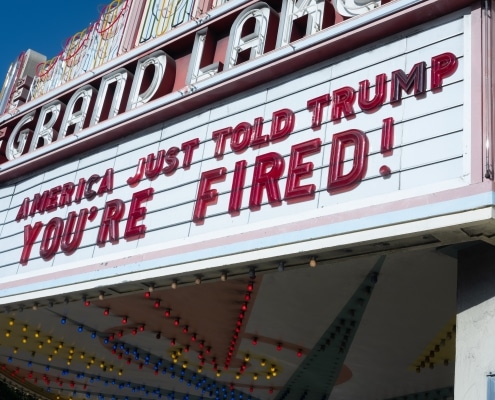 GRAND LAKE
AMERICA JUST TOLD TRUMP
YOU'RE FIRED!